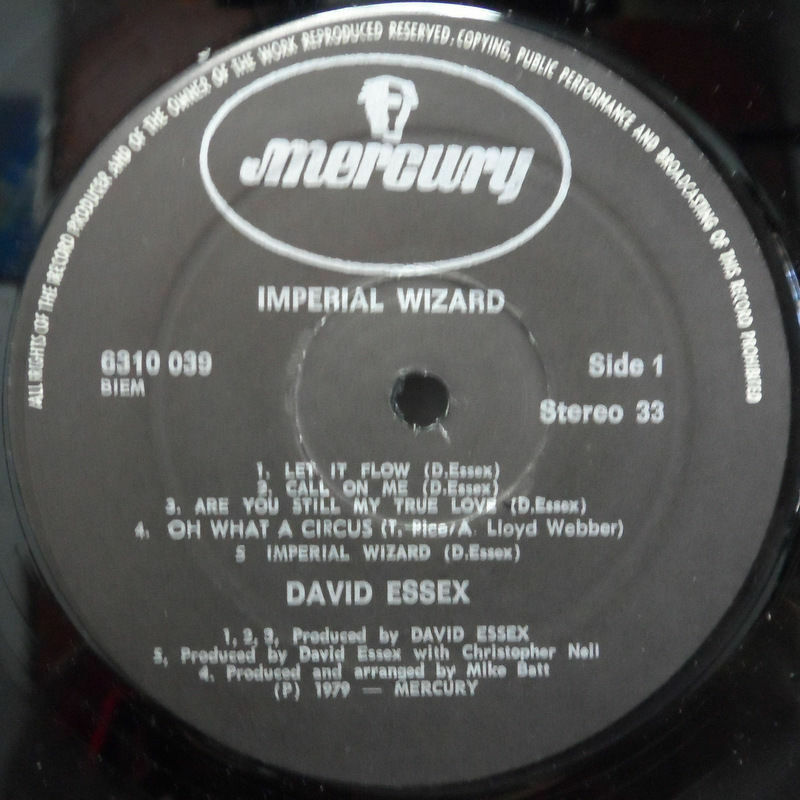 ALL RIGHTS OF THE RECORD PRODUCER AND OF THE OWNER OF THE WORK REPRODUCED RESERVED. COPYING, PUBLIC PERFORMANCE AND BROADCASTING OF THIS RECORD PROHIBITED
mercury
IMPERIAL WIZARD
6310 039
BIEM
Side 1
Stereo 33
1. LET IT FLOW (D.Essex)
2. CALL ON ME (D.Essex)
3. ARE YOU STILL MY TRUE LOVE (D.Essex)
4. OH WHAT A CIRCUS (T. Rice/A. Lloyd Webber)
5 IMPERIAL WIZARD (D.Essex)
DAVID ESSEX
1, 2, 3, Produced by DAVID ESSEX
5, Produced by David Essex with Christopher Neil
4. Produced and arranged by Mike Batt
(P) 1979 — MERCURY